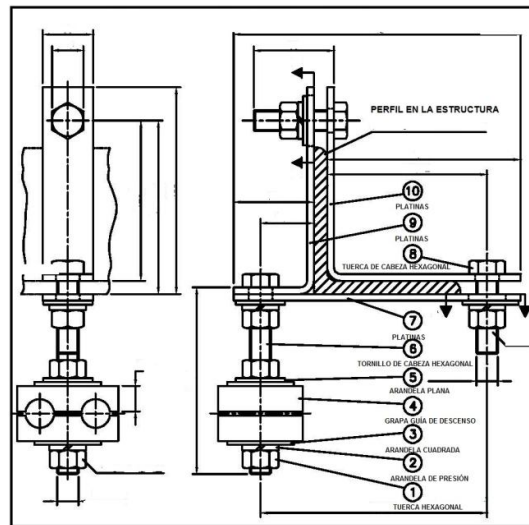 PERFIL EN LA ESTRUCTURA
10
PLATINAS
9
PLATINAS
8
TUERCA DE CABEZA HEXAGONAL
7
PLATINAS
6
TORNILLO DE CABEZA HEXAGONAL
5
ARANDELA PLANA
4
GRAPA GUÍA DE DESCENSO
3
ARANDELA CUADRADA
2
ARANDELA DE PRESIÓN
1
TUERCA HEXAGONAL